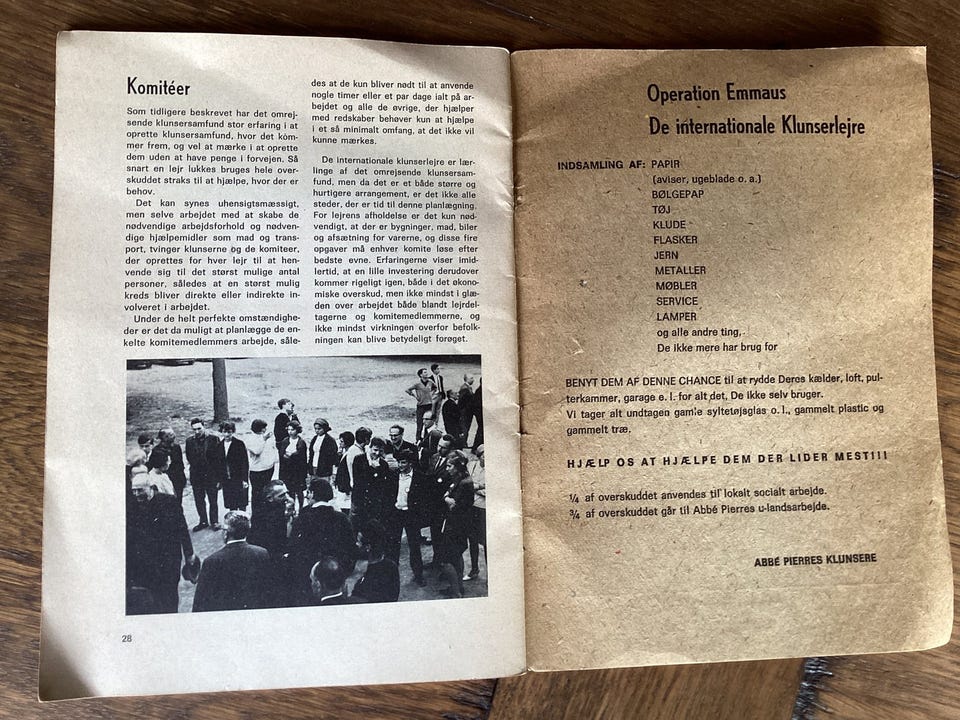 Komitéer
Som tidligere beskrevet har det omrej-
sende klunsersamfund stor erfaring i at
oprette klunsersamfund, hvor det kom-
mer frem, og vel at mærke i at oprette
dem uden at have penge i forvejen. Så
snart en lejr lukkes bruges hele over-
skuddet straks til at hjælpe, hvor der er
behov.
Det kan synes uhensigtsmæssigt,
men selve arbejdet med at skabe de
nødvendige arbejdsforhold og nødven-
dige hjælpemidler som mad og trans-
port, tvinger klunserne og de komiteer,
der oprettes for hver lejr til at hen-
vende sig til det størst mulige antal
personer, således at en størst mulig
kreds bliver direkte eller indirekte in-
volveret i arbejdet.
Under de helt perfekte omstændighe-
der er det da muligt at planlægge de en-
kelte komitemedlemmers arbejde, såle-
des at de kun bliver nødt til at anvende
nogle timer eller et par dage ialt på ar-
bejdet og alle de øvrige, der hjælper
med redskaber behøver kun at hjælpe
i et så minimalt omfang, at det ikke vil
kunne mærkes.
De internationale klunserlejre er lær-
linge af det omrejsende klunsersam-
fund, men da det er et både større og
hurtigere arrangement, er det ikke alle
steder, der er tid til denne planlægning.
For lejrens afholdelse er det kun nød-
vendigt, at der er bygninger, mad, biler
og afsætning for varerne, og disse fire
opgaver må enhver komite løse efter
bedste evne. Erfaringerne viser imid-
lertid, at en lille investering derudover
kommer rigeligt igen, både i det økono-
miske overskud, men ikke mindst i glæ-
den over arbejdet både blandt lejrdel-
tagerne og komitemedlemmerne, og
ikke mindst virkningen overfor befolk-
ningen kan blive betydeligt forøget.
28
Operation Emmaus
De internationale Klunserlejre
INDSAMLING AF: PAPIR
(aviser, ugeblade o. a.)
BØLGEPAP
TØJ
KLUDE
FLASKER
JERN
METALLER
MØBLER
SERVICE
LAMPER
og alle andre ting,
De ikke mere har brug for
BENYT DEM AF DENNE CHANCE til at rydde Deres kælder, loft, pul-
terkammer, garage e. l. for alt det, De ikke selv bruger.
Vi tager alt undtagen gamle syltetøjsglas o. l., gammelt plastic og
gammelt træ.
HJÆLP OS AT HJÆLPE DEM DER LIDER MEST!!!
¼ af overskuddet anvendes til lokalt socialt arbejde.
¾ af overskuddet går til Abbé Pierres u-landsarbejde.
ABBÉ PIERRES KLUNSERE